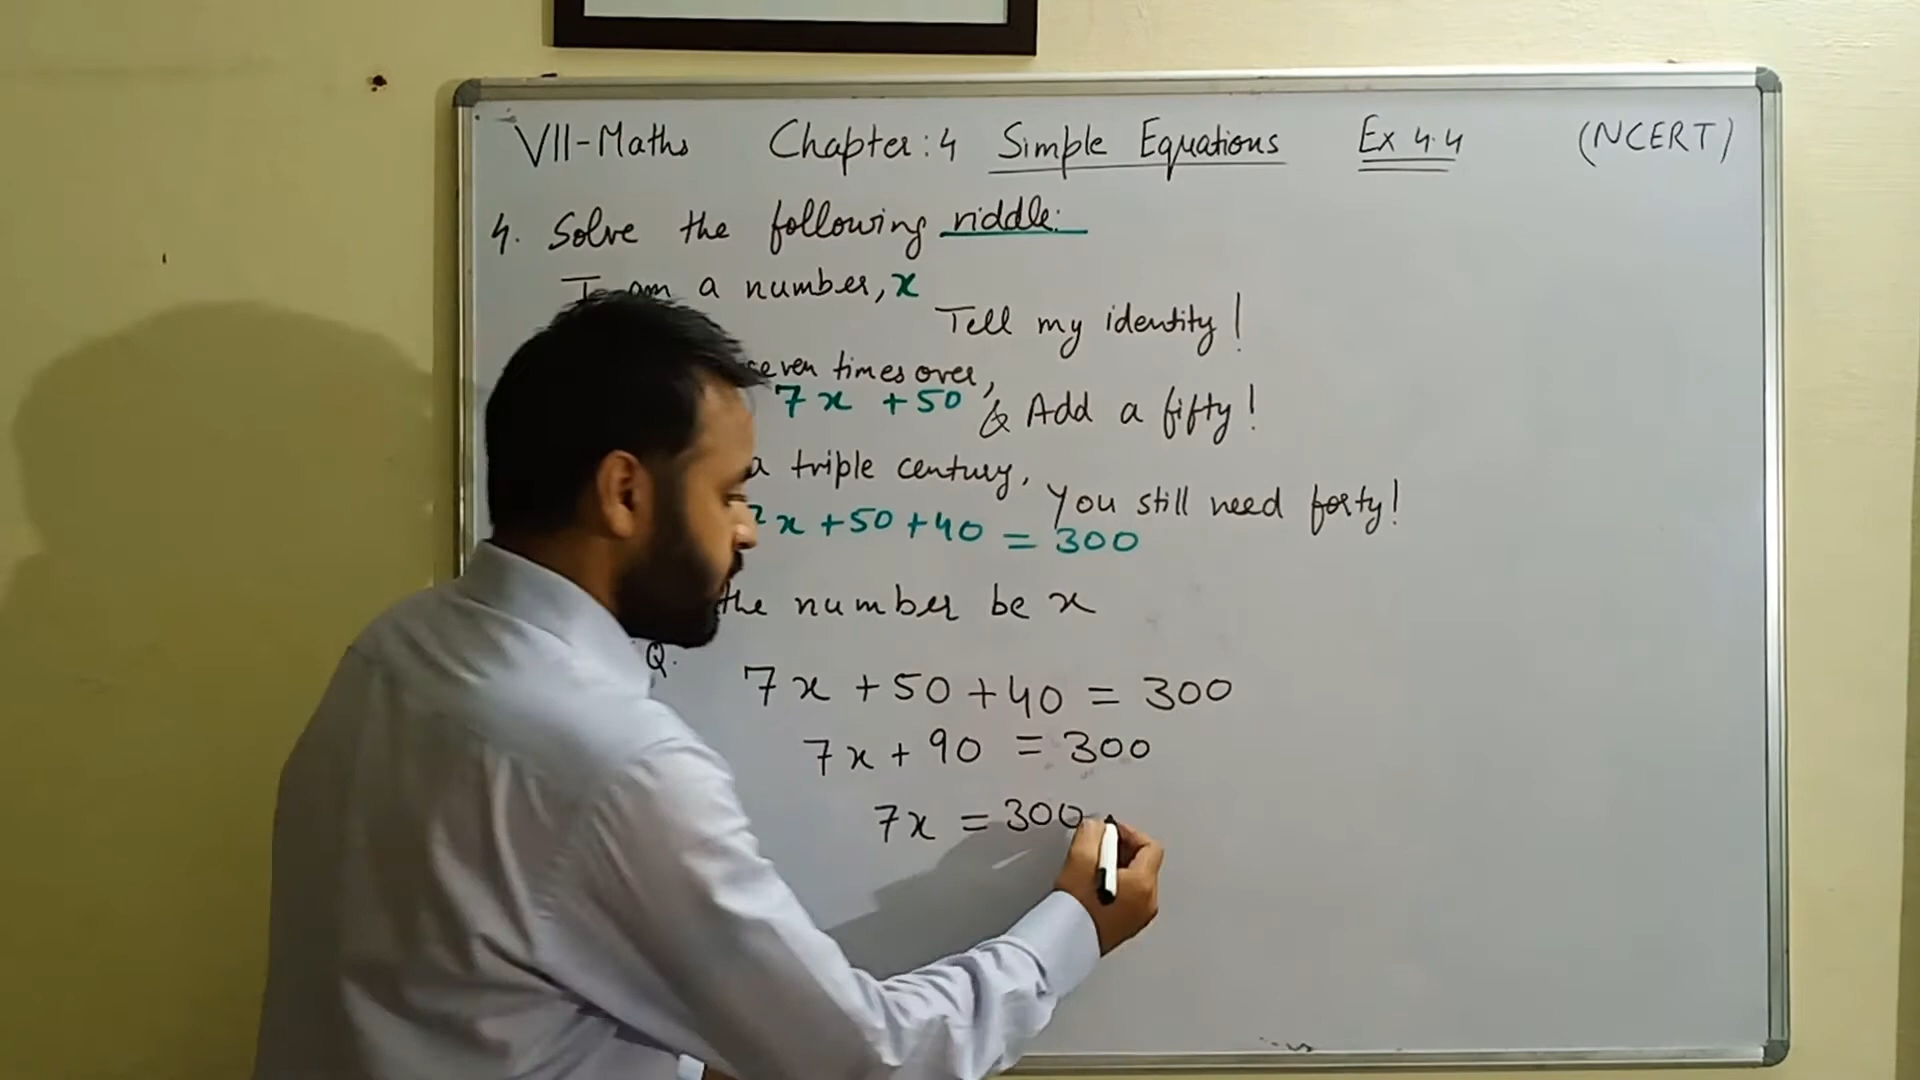 VII-Maths Chapter:4 Simple Equations Ex 4.4 (NCERT)
4. Solve the following riddle:
I am a number, x
Tell my identity!
seven times over,
7x +50 & Add a fifty!
a triple century,
You still need forty!
x +50 +40 = 300
the number be x
Q.
7x +50 +40 = 300
7x + 90 = 300
7x = 300